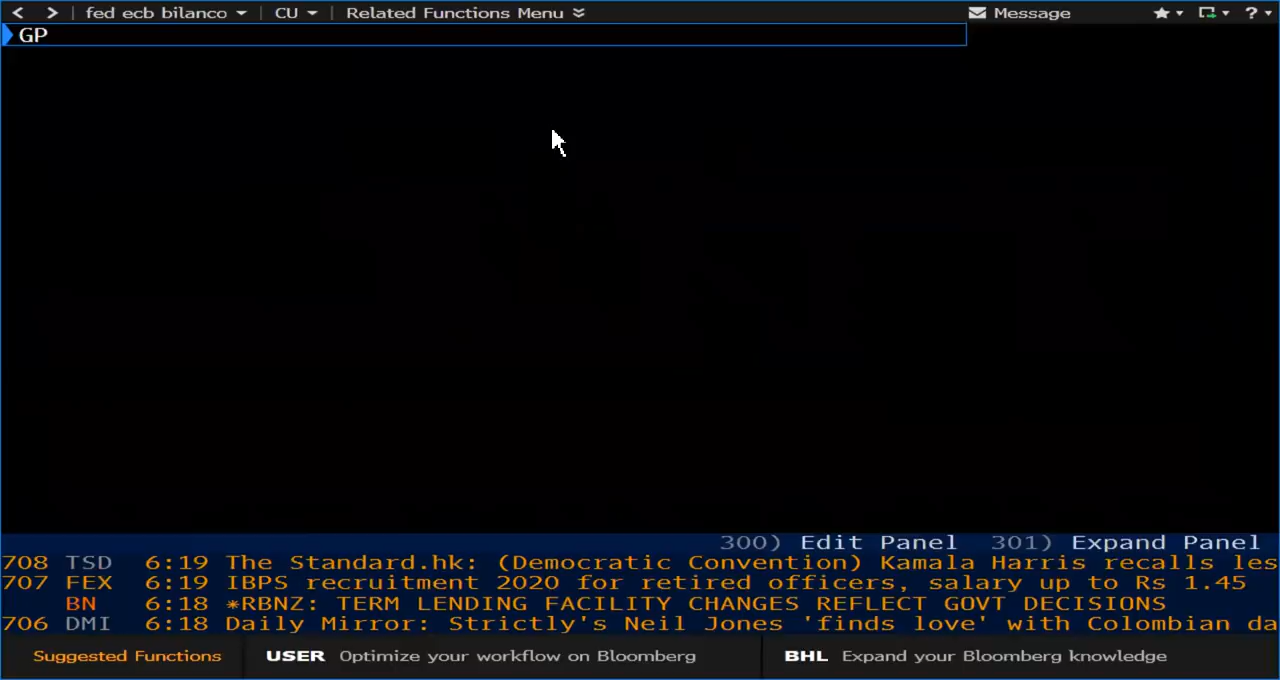 fed ecb bilanco CU Related Functions Menu Message ?
GP
300) Edit Panel 301) Expand Panel
708 TSD 6:19 The Standard.hk: (Democratic Convention) Kamala Harris recalls les
707 FEX 6:19 IBPS recruitment 2020 for retired officers, salary up to Rs 1.45
BN 6:18 *RBNZ: TERM LENDING FACILITY CHANGES REFLECT GOVT DECISIONS
706 DMI 6:18 Daily Mirror: Strictly's Neil Jones 'finds love' with Colombian da
Suggested Functions USER Optimize your workflow on Bloomberg BHL Expand your Bloomberg knowledge